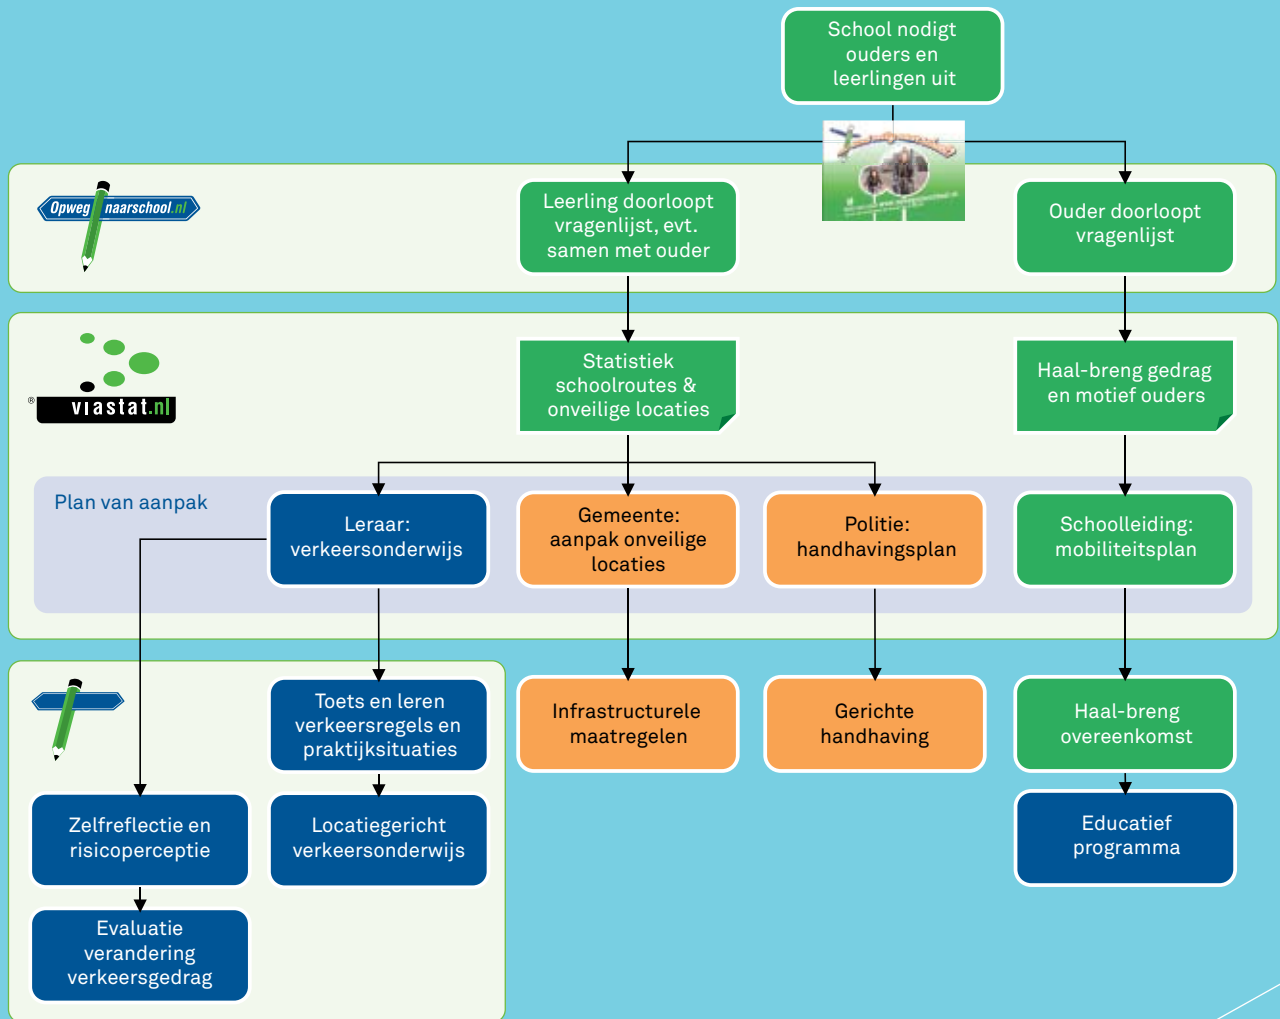 School nodigt
ouders en
leerlingen uit
Opweg naarschool.nl
Leerling doorloopt
vragenlijst, evt.
samen met ouder
Ouder doorloopt
vragenlijst
® viastat.nl
Statistiek
schoolroutes &
onveilige locaties
Haal-breng gedrag
en motief ouders
Plan van aanpak
Leraar:
verkeersonderwijs
Gemeente:
aanpak onveilige
locaties
Politie:
handhavingsplan
Schoolleiding:
mobiliteitsplan
Toets en leren
verkeersregels en
praktijksituaties
Infrastructurele
maatregelen
Gerichte
handhaving
Haal-breng
overeenkomst
Zelfreflectie en
risicoperceptie
Locatiegericht
verkeersonderwijs
Educatief
programma
Evaluatie
verandering
verkeersgedrag